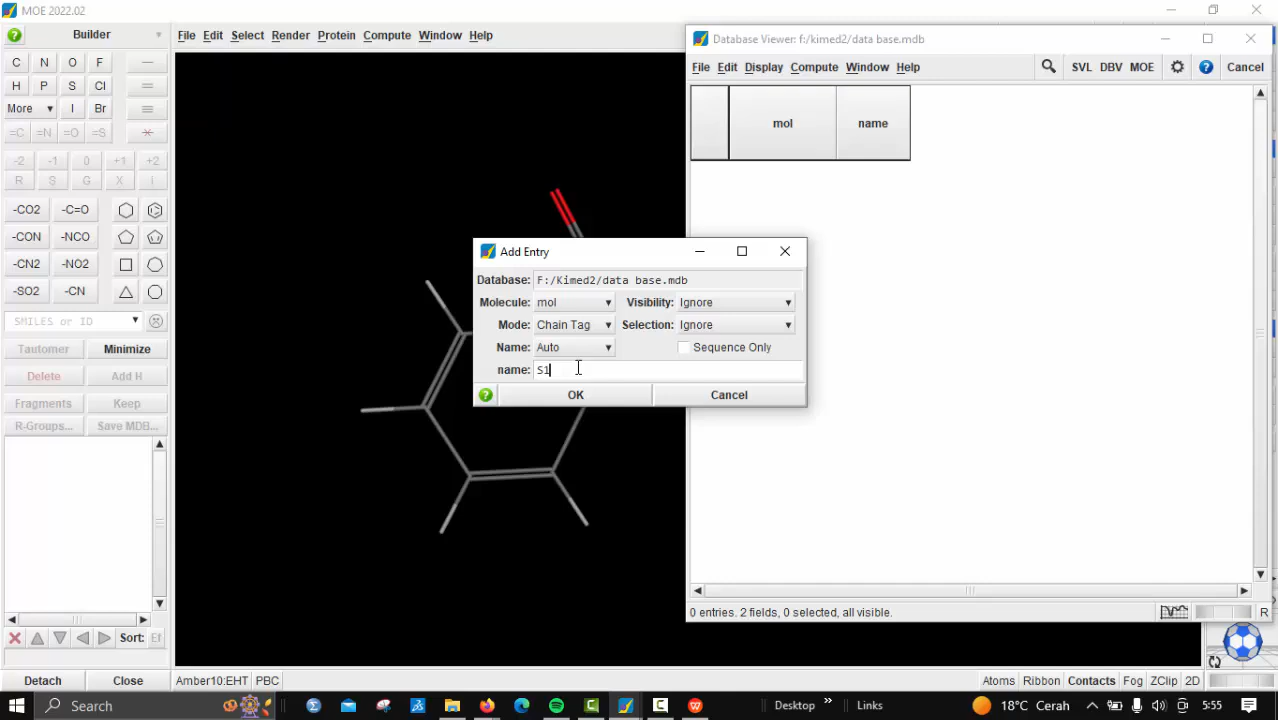 MOE 2022.02
Builder
File Edit Select Render Protein Compute Window Help
C N O F
H P S Cl
More I Br
=C =N =O =S
-2 -1 0 +1 +2
R S G X I
-CO2 -C=O
-CON -NCO
-CN2 -NO2
-SO2 -CN
SMILES or ID
Tautomer Minimize
Delete Add H
Fragments Keep
R-Groups... Save MDB...
Sort:
Detach Close
Amber10:EHT PBC
Atoms Ribbon Contacts Fog ZClip 2D
Database Viewer: f:/kimed2/data base.mdb
File Edit Display Compute Window Help
SVL DBV MOE Cancel
mol name
0 entries. 2 fields, 0 selected, all visible.
R
Add Entry
Database: F:/Kimed2/data base.mdb
Molecule: mol Visibility: Ignore
Mode: Chain Tag Selection: Ignore
Name: Auto Sequence Only
name: S1
OK Cancel
Search
Desktop
Links
18°C Cerah
5:55